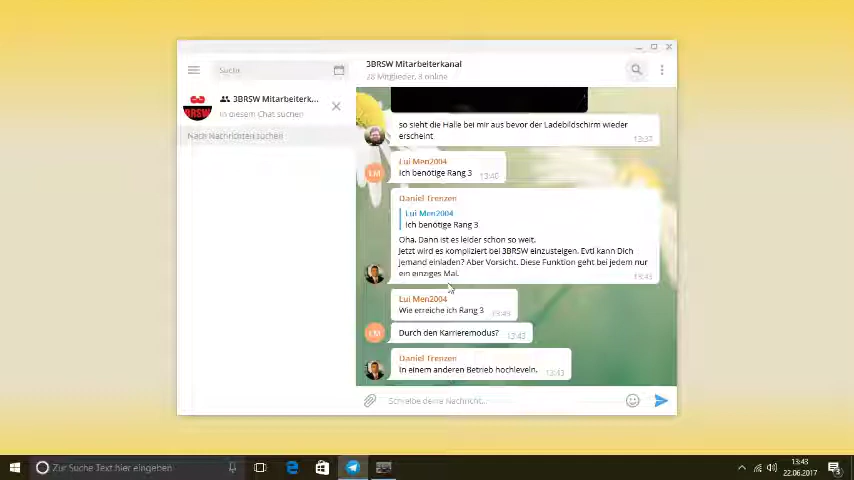 3BRSW Mitarbeiterkanal
28 Mitglieder, 3 online
Suche
3BRSW Mitarbeiterk...
In diesem Chat suchen
Nach Nachrichten suchen
3BRSW
so sieht die Halle bei mir aus bevor der Ladebildschirm wieder
erscheint
13:37
Lui Men2004
Ich benötige Rang 3
13:40
LM
Daniel Trenzen
Lui Men2004
Ich benötige Rang 3
Oha. Dann ist es leider schon so weit.
Jetzt wird es kompliziert bei 3BRSW einzusteigen. Evtl kann Dich
jemand einladen? Aber Vorsicht. Diese Funktion geht bei jedem nur
ein einziges Mal.
13:43
Lui Men2004
Wie erreiche ich Rang 3
13:43
Durch den Karrieremodus?
13:43
LM
Daniel Trenzen
In einem anderen Betrieb hochleveln.
13:43
Schreibe deine Nachricht...
Zur Suche Text hier eingeben
13:43
22.06.2017